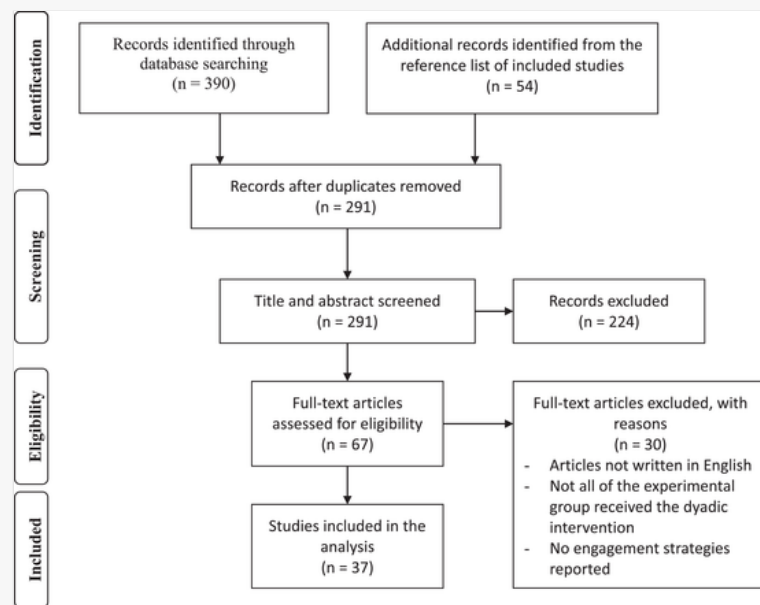 Identification
Records identified through
database searching
(n = 390)
Additional records identified from the
reference list of included studies
(n = 54)
Records after duplicates removed
(n = 291)
Screening
Title and abstract screened
(n = 291)
Records excluded
(n = 224)
Eligibility
Full-text articles
assessed for eligibility
(n = 67)
Full-text articles excluded, with
reasons
(n = 30)
- Articles not written in English
- Not all of the experimental
group received the dyadic
intervention
- No engagement strategies
reported
Included
Studies included in the
analysis
(n = 37)